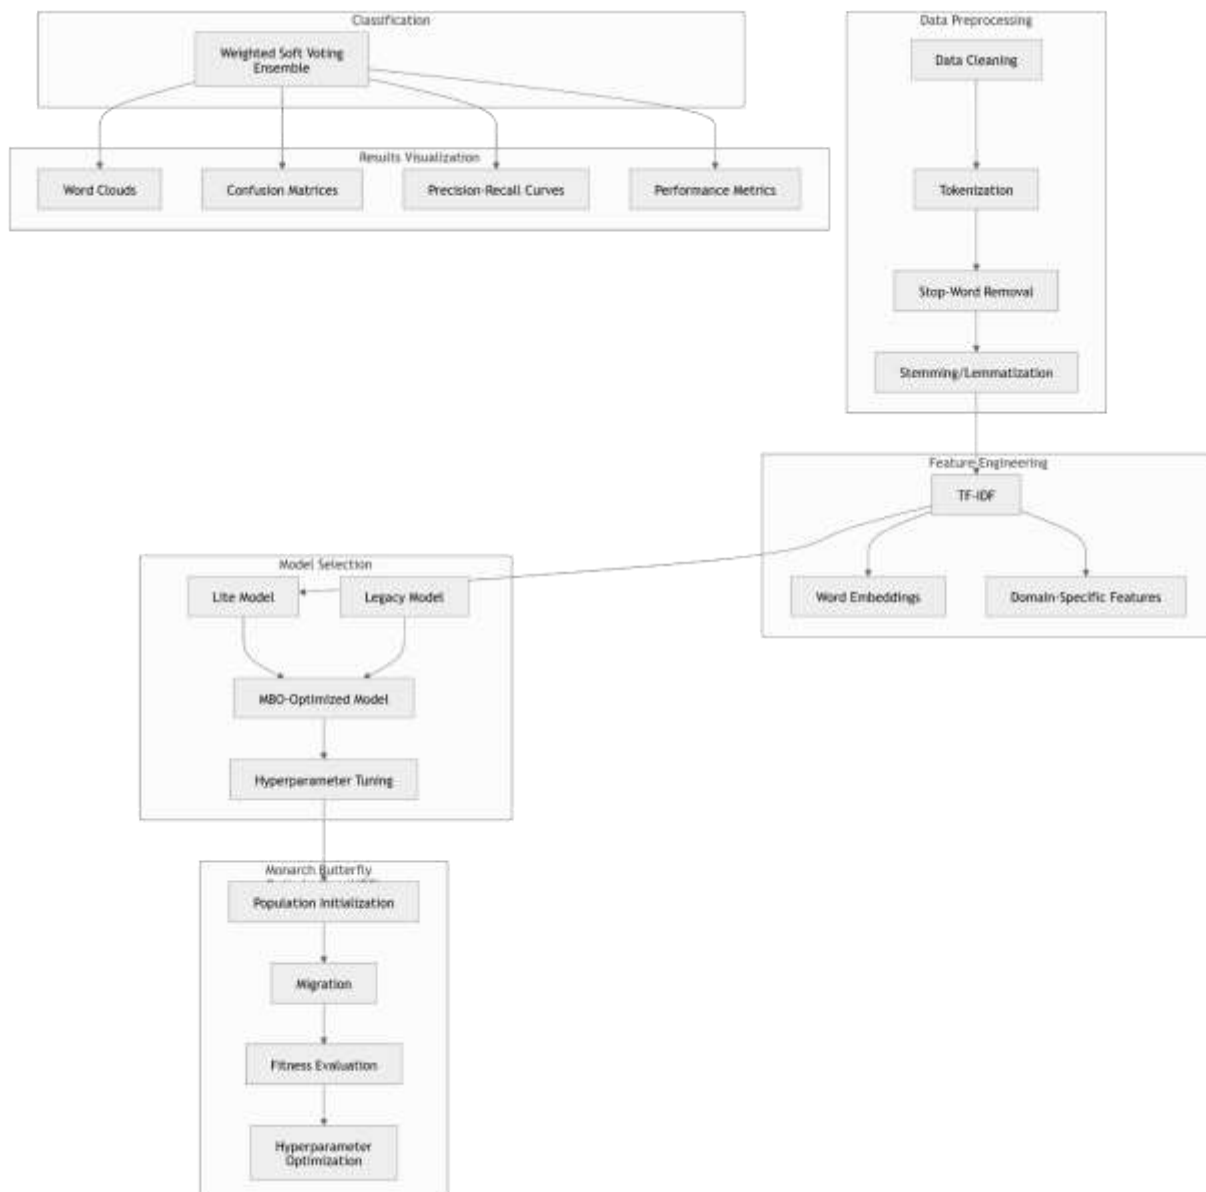 Classification
Weighted Soft Voting
Ensemble
Results Visualization
Word Clouds
Confusion Matrices
Precision-Recall Curves
Performance Metrics
Data Preprocessing
Data Cleaning
Tokenization
Stop-Word Removal
Stemming/Lemmatization
Feature Engineering
TF-IDF
Word Embeddings
Domain-Specific Features
Model Selection
Lite Model
Legacy Model
MBO-Optimized Model
Hyperparameter Tuning
Monarch Butterfly
Population Initialization
Migration
Fitness Evaluation
Hyperparameter
Optimization